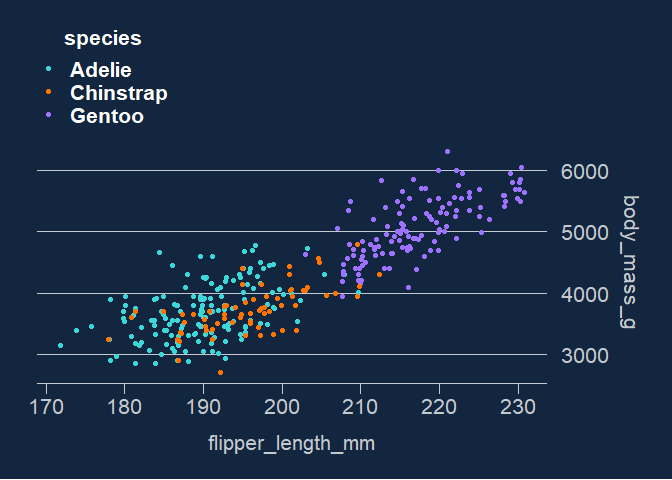 species
Adelie
Chinstrap
Gentoo
6000
5000
4000
3000
body_mass_g
170 180 190 200 210 220 230
flipper_length_mm